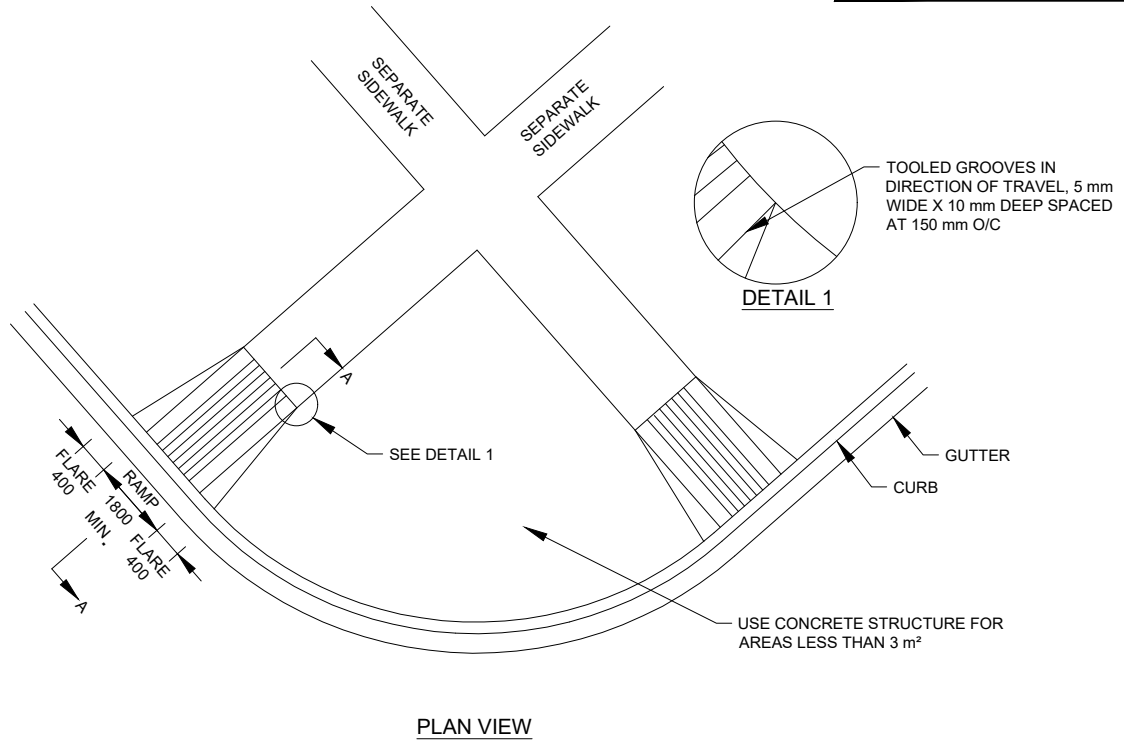 SEPARATE
SIDEWALK
SEPARATE
SIDEWALK
TOOLED GROOVES IN
DIRECTION OF TRAVEL, 5 mm
WIDE X 10 mm DEEP SPACED
AT 150 mm O/C
DETAIL 1
A
SEE DETAIL 1
GUTTER
CURB
FLARE
400
RAMP
1800
MIN.
FLARE
400
A
USE CONCRETE STRUCTURE FOR
AREAS LESS THAN 3 m²
PLAN VIEW